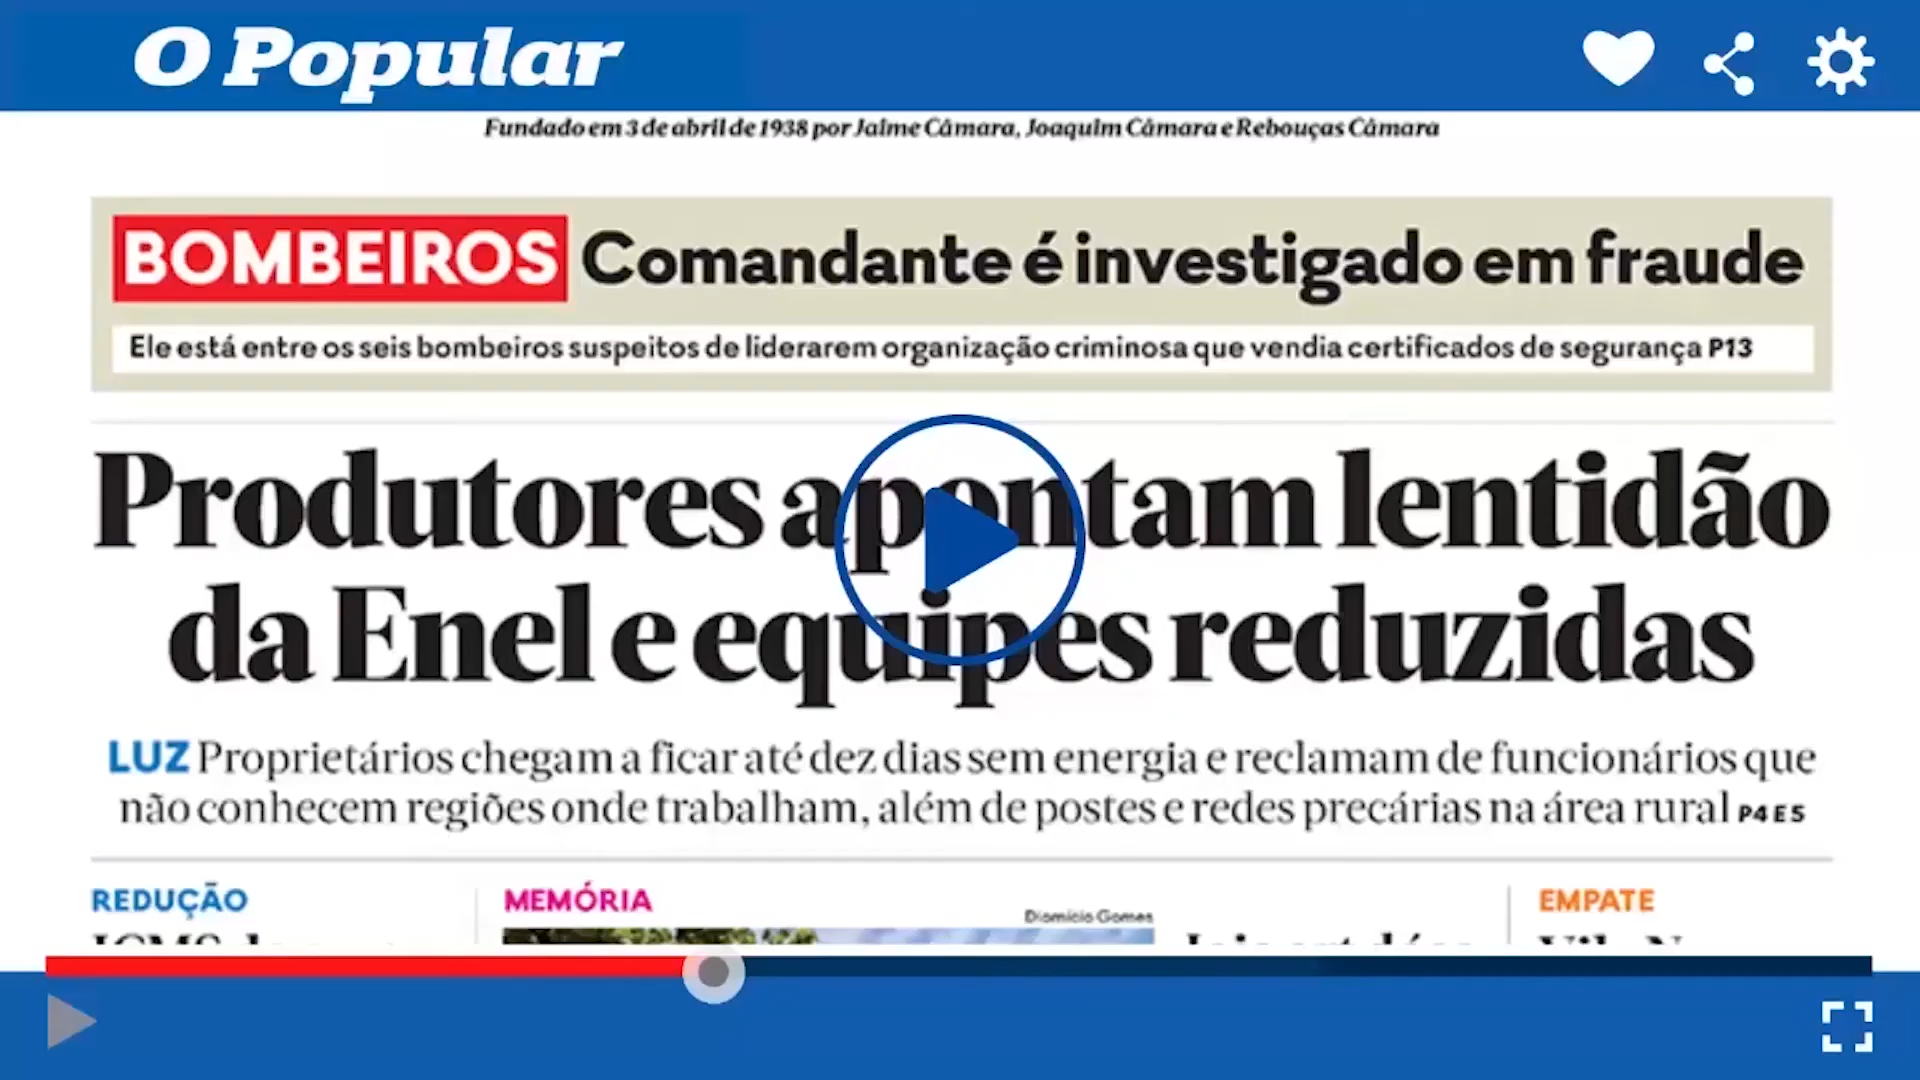 O Popular
Fundado em 3 de abril de 1938 por Jaime Câmara, Joaquim Câmara e Rebouças Câmara
BOMBEIROS Comandante é investigado em fraude
Ele está entre os seis bombeiros suspeitos de liderarem organização criminosa que vendia certificados de segurança P13
Produtores apontam lentidão
da Enel e equipes reduzidas
LUZ Proprietários chegam a ficar até dez dias sem energia e reclamam de funcionários que
não conhecem regiões onde trabalham, além de postes e redes precárias na área rural P4 E 5
REDUÇÃO
MEMÓRIA
Diomício Gomes
EMPATE